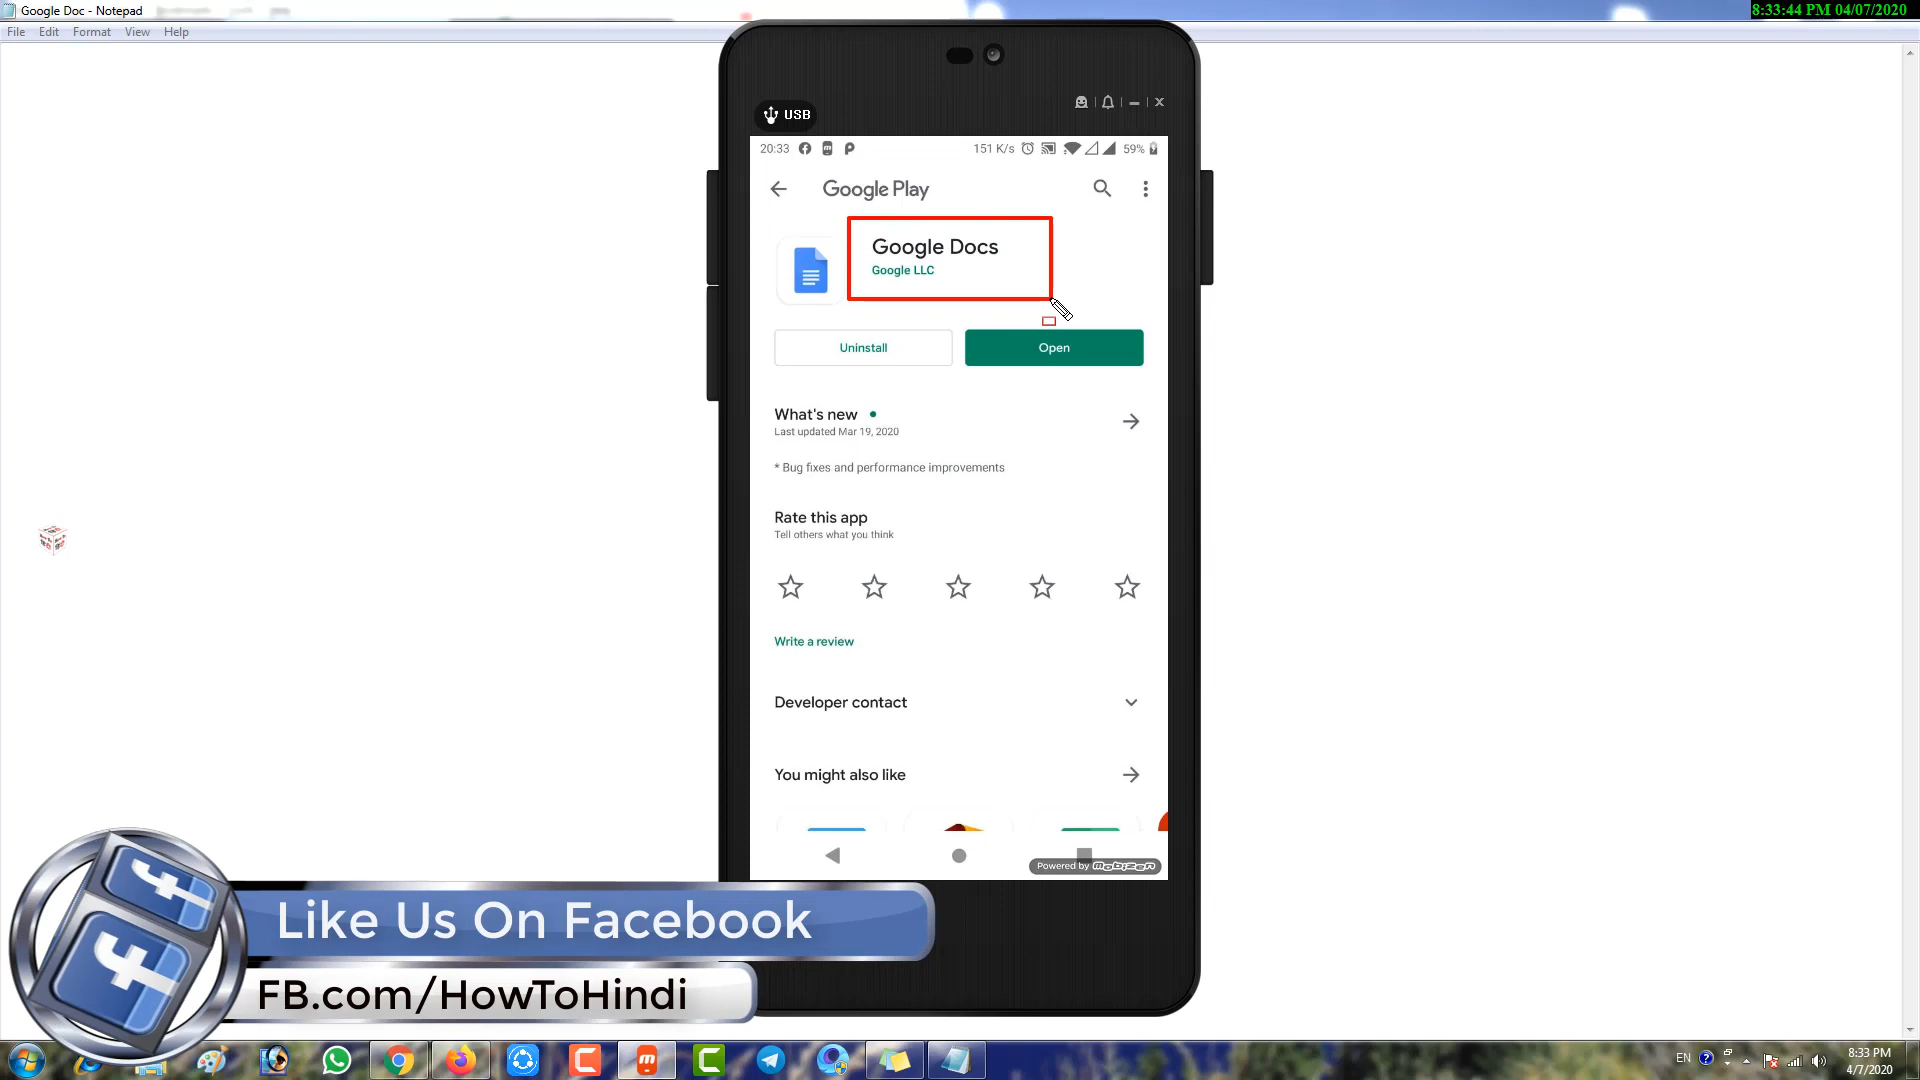 Google Doc - Notepad
8:33:44 PM 04/07/2020
File Edit Format View Help
USB
20:33
151 K/s
59%
Google Play
Google Docs
Google LLC
Uninstall
Open
What's new
Last updated Mar 19, 2020
* Bug fixes and performance improvements
Rate this app
Tell others what you think
Write a review
Developer contact
You might also like
Powered by mobizen
Like Us On Facebook
FB.com/HowToHindi
EN
8:33 PM
4/7/2020